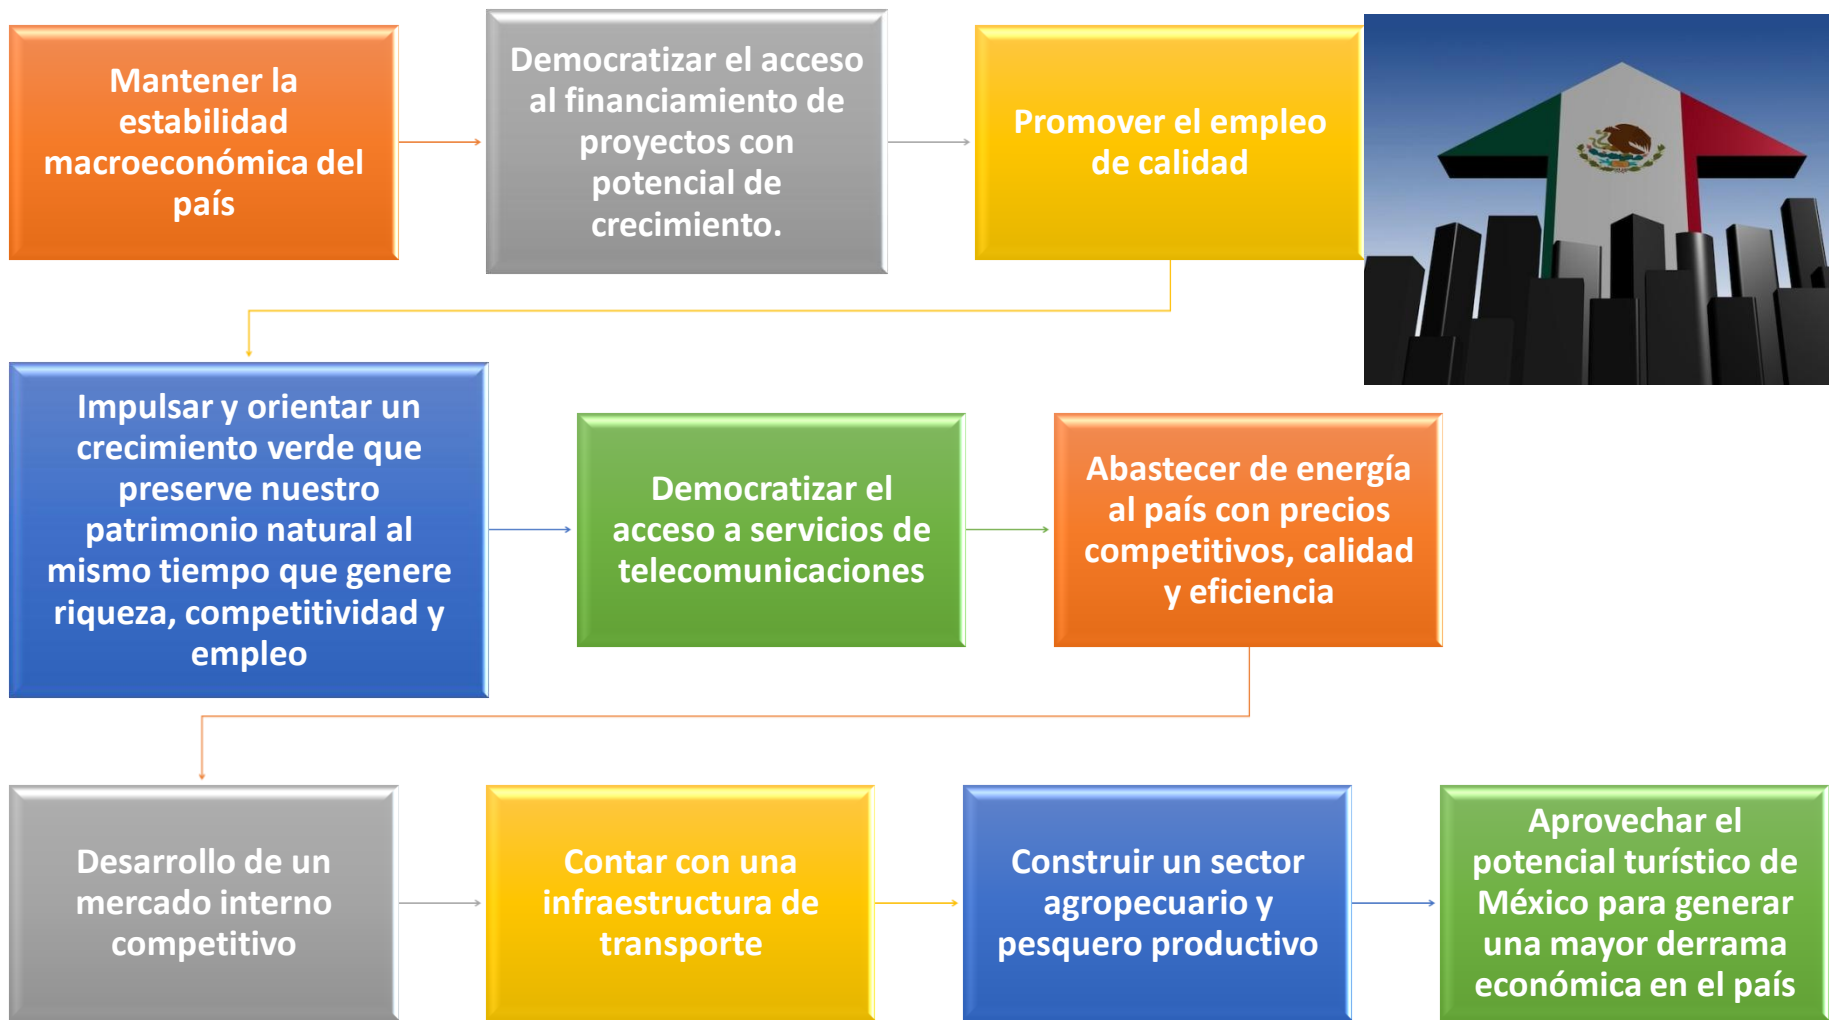 Mantener la
estabilidad
macroeconómica del
país
Democratizar el acceso
al financiamiento de
proyectos con
potencial de
crecimiento.
Promover el empleo
de calidad
Impulsar y orientar un
crecimiento verde que
preserve nuestro
patrimonio natural al
mismo tiempo que genere
riqueza, competitividad y
empleo
Democratizar el
acceso a servicios de
telecomunicaciones
Abastecer de energía
al país con precios
competitivos, calidad
y eficiencia
Desarrollo de un
mercado interno
competitivo
Contar con una
infraestructura de
transporte
Construir un sector
agropecuario y
pesquero productivo
Aprovechar el
potencial turístico de
México para generar
una mayor derrama
económica en el país